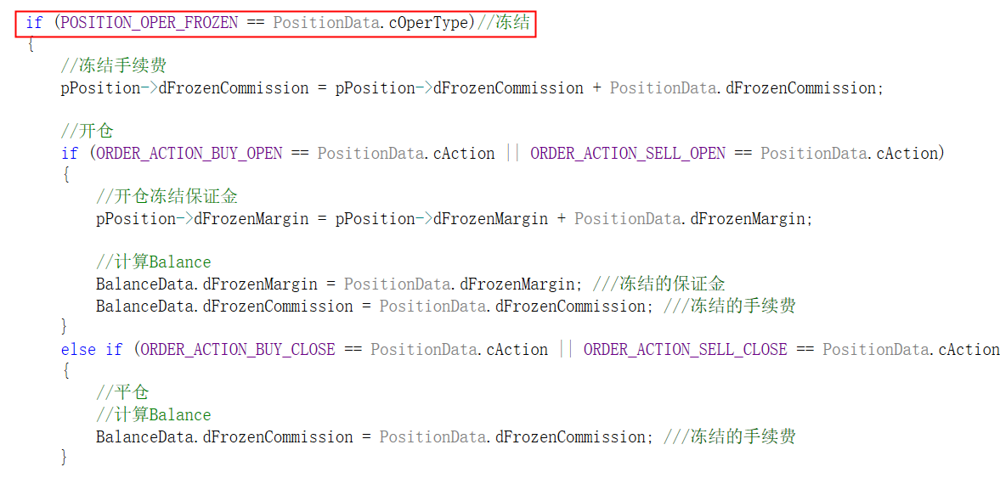 if (POSITION_OPER_FROZEN == PositionData.cOperType)//冻结
{
//冻结手续费
pPosition->dFrozenCommission = pPosition->dFrozenCommission + PositionData.dFrozenCommission;
//开仓
if (ORDER_ACTION_BUY_OPEN == PositionData.cAction || ORDER_ACTION_SELL_OPEN == PositionData.cAction)
{
//开仓冻结保证金
pPosition->dFrozenMargin = pPosition->dFrozenMargin + PositionData.dFrozenMargin;
//计算Balance
BalanceData.dFrozenMargin = PositionData.dFrozenMargin; ///冻结的保证金
BalanceData.dFrozenCommission = PositionData.dFrozenCommission; ///冻结的手续费
}
else if (ORDER_ACTION_BUY_CLOSE == PositionData.cAction || ORDER_ACTION_SELL_CLOSE == PositionData.cAction
{
//平仓
//计算Balance
BalanceData.dFrozenCommission = PositionData.dFrozenCommission; ///冻结的手续费
}